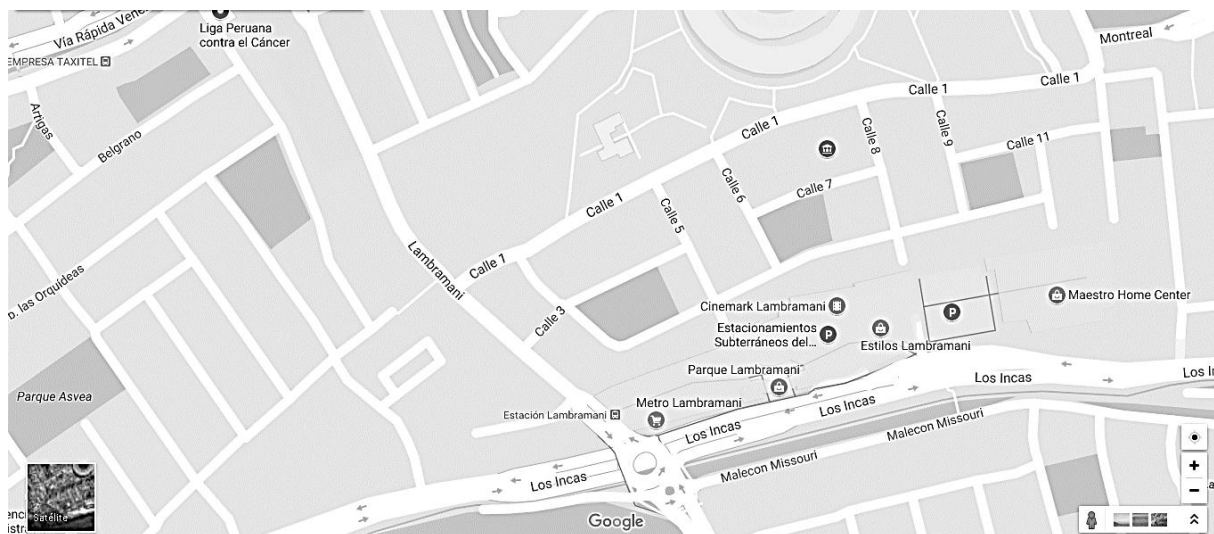 Vía Rápida Vene
Liga Peruana
contra el Cáncer
Montreal
EMPRESA TAXITEL
Calle 1
Calle 1
Calle 1
Artigas
Belgrano
Calle 8
Calle 9
Calle 11
Calle 6
Calle 7
Calle 1
Calle 5
Lambramani
Calle 1
b. las Orquídeas
Calle 3
Cinemark Lambramani
Maestro Home Center
Estacionamientos
Subterráneos del...
Estilos Lambramani
Parque Lambramani
Los Incas
Los In
Parque Asvea
Metro Lambramani
Estación Lambramani
Los Incas
Los Incas
Malecon Missouri
Malecon Missouri
Los Incas
Satélite
Google